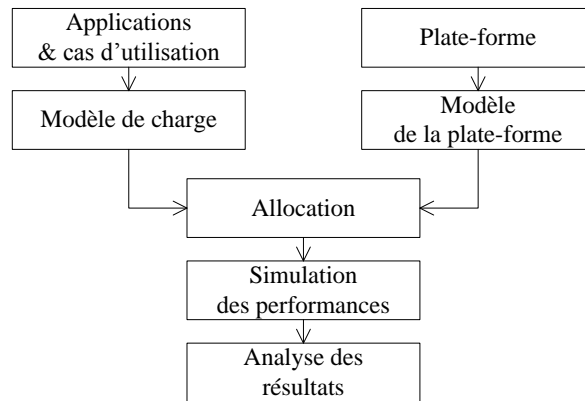 Applications
& cas d'utilisation
Plate-forme
Modèle de charge
Modèle
de la plate-forme
Allocation
Simulation
des performances
Analyse des
résultats